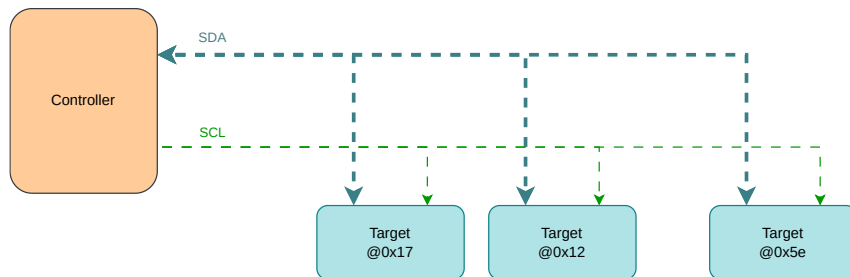 SDA
Controller
SCL
Target
@0x17
Target
@0x12
Target
@0x5e